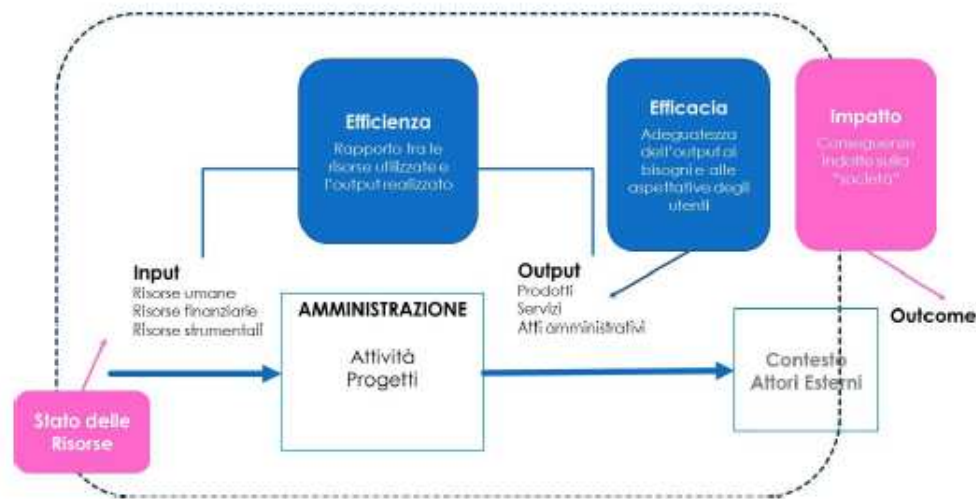 Efficienza
Rapporto tra le
risorse utilizzate e
l'output realizzato
Efficacia
Adeguatezza
dell'output ai
bisogni e alle
aspettative degli
utenti
Impatto
Conseguenze
indotte sulla
"società"
Input
Risorse umane
Risorse finanziarie
Risorse strumentali
AMMINISTRAZIONE
Attività
Progetti
Output
Prodotti
Servizi
Atti amministrativi
Outcome
Contesto
Attori Esterni
Stato delle
Risorse